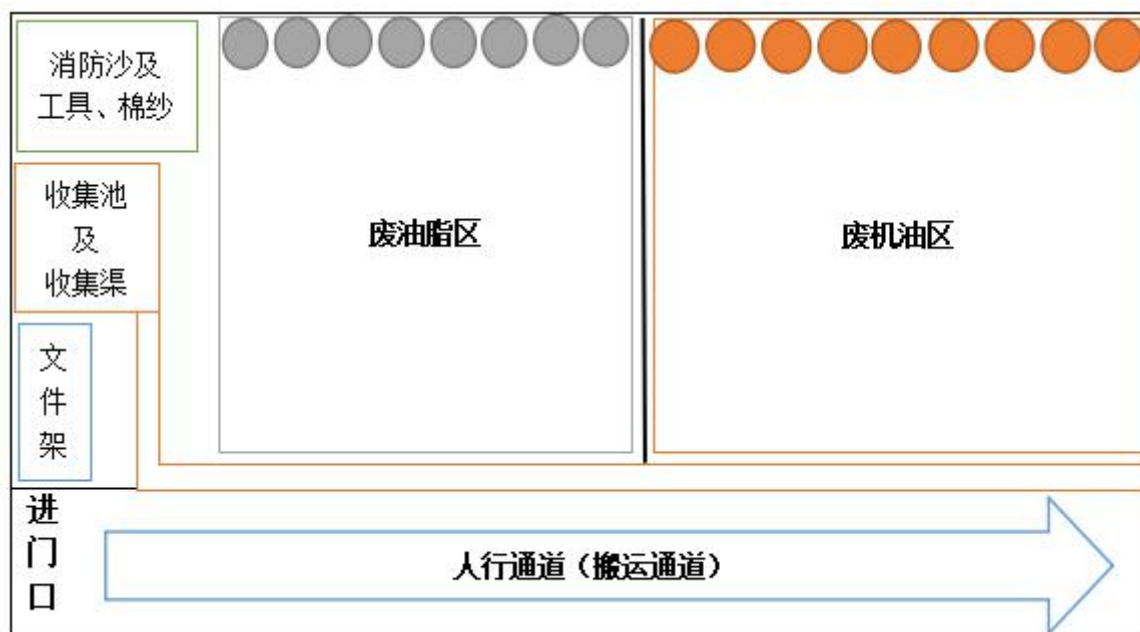 消防沙及
工具、棉纱
收集池
及
收集渠
文
件
架
废油脂区
废机油区
进
门
口
人行通道（搬运通道）